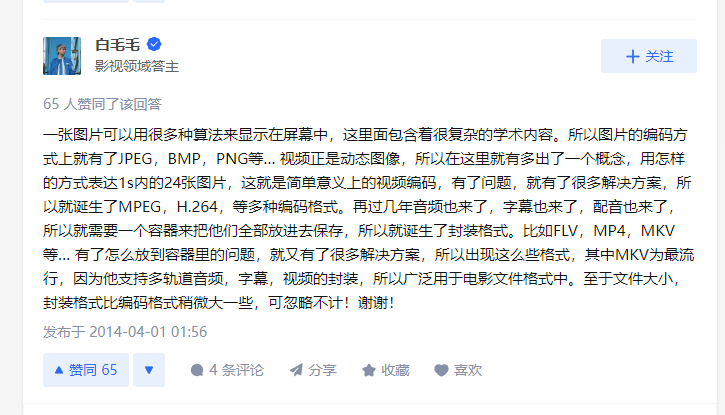 白毛毛
影视领域答主
关注
65 人赞同了该回答
一张图片可以用很多种算法来显示在屏幕中，这里面包含着很复杂的学术内容。所以图片的编码方
式上就有了JPEG，BMP，PNG等... 视频正是动态图像，所以在这里就有多出了一个概念，用怎样
的方式表达1s内的24张图片，这就是简单意义上的视频编码，有了问题，就有了很多解决方案，所
以就诞生了MPEG，H.264，等多种编码格式。再过几年音频也来了，字幕也来了，配音也来了，
所以就需要一个容器来把他们全部放进去保存，所以就诞生了封装格式。比如FLV，MP4，MKV
等... 有了怎么放到容器里的问题，就又有了很多解决方案，所以出现这么些格式，其中MKV为最流
行，因为他支持多轨道音频，字幕，视频的封装，所以广泛用于电影文件格式中。至于文件大小，
封装格式比编码格式稍微大一些，可忽略不计！谢谢！
发布于 2014-04-01 01:56
赞同 65 4 条评论 分享 收藏 喜欢